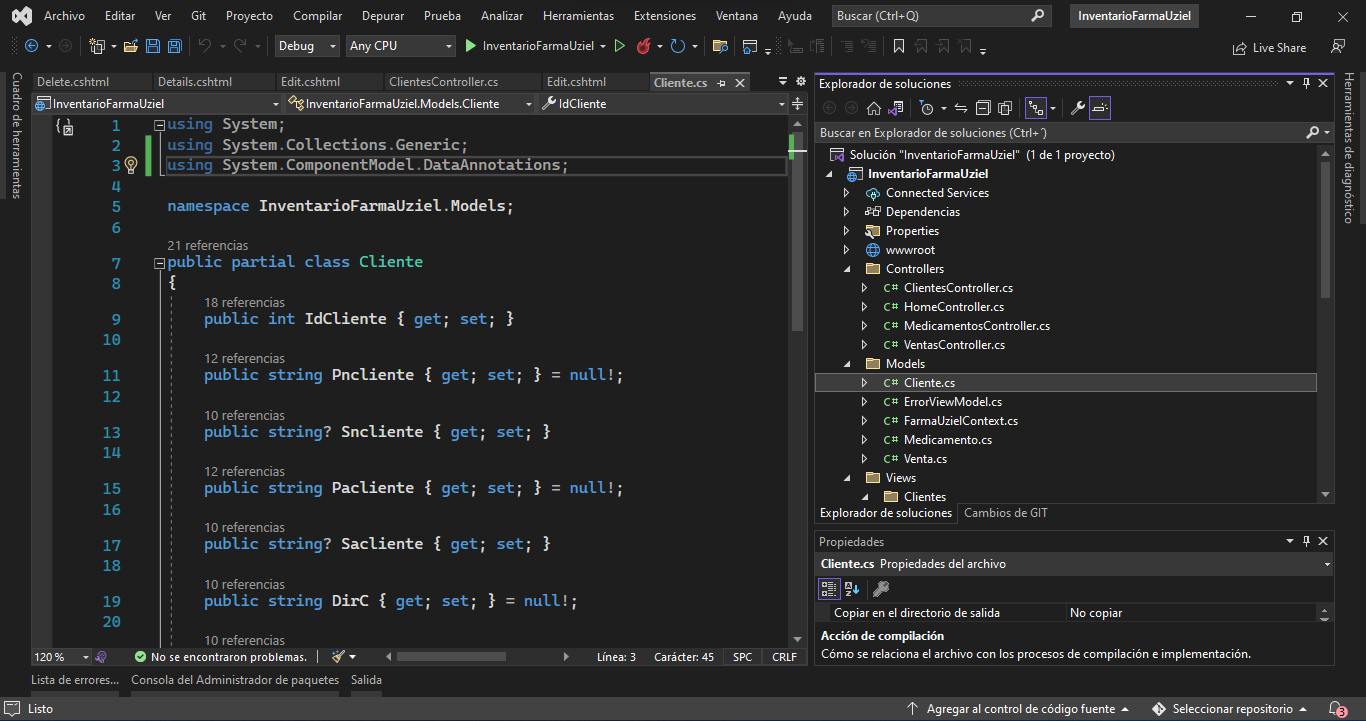 Archivo Editar Ver Git Proyecto Compilar Depurar Prueba Analizar Herramientas Extensiones Ventana Ayuda Buscar (Ctrl+Q) InventarioFarmaUziel
Debug Any CPU InventarioFarmaUziel Live Share
Cuadro de herramientas
Delete.cshtml Details.cshtml Edit.cshtml ClientesController.cs Edit.cshtml Cliente.cs
InventarioFarmaUziel InventarioFarmaUziel.Models.Cliente IdCliente
1 using System;
2 using System.Collections.Generic;
3 using System.ComponentModel.DataAnnotations;
4
5 namespace InventarioFarmaUziel.Models;
6
21 referencias
7 public partial class Cliente
8 {
18 referencias
9 public int IdCliente { get; set; }
10
12 referencias
11 public string Pncliente { get; set; } = null!;
12
10 referencias
13 public string? Sncliente { get; set; }
14
12 referencias
15 public string Pacliente { get; set; } = null!;
16
10 referencias
17 public string? Sacliente { get; set; }
18
10 referencias
19 public string DirC { get; set; } = null!;
20
10 referencias
120 % No se encontraron problemas. Línea: 3 Carácter: 45 SPC CRLF
Explorador de soluciones
Buscar en Explorador de soluciones (Ctrl+´)
Solución "InventarioFarmaUziel" (1 de 1 proyecto)
InventarioFarmaUziel
Connected Services
Dependencias
Properties
wwwroot
Controllers
C# ClientesController.cs
C# HomeController.cs
C# MedicamentosController.cs
C# VentasController.cs
Models
C# Cliente.cs
C# ErrorViewModel.cs
C# FarmaUzielContext.cs
C# Medicamento.cs
C# Venta.cs
Views
Clientes
Explorador de soluciones Cambios de GIT
Propiedades
Cliente.cs Propiedades del archivo
Copiar en el directorio de salida No copiar
Acción de compilación
Cómo se relaciona el archivo con los procesos de compilación e implementación.
Herramientas de diagnóstico
Lista de errores... Consola del Administrador de paquetes Salida
Listo Agregar al control de código fuente Seleccionar repositorio 3